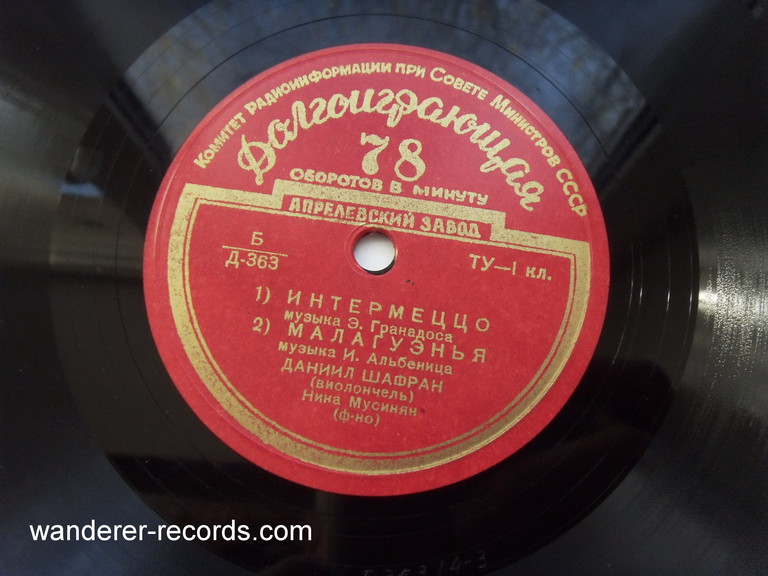 Комитет Радиоинформации при Совете Министров СССР
Долгоиграющая
78
ОБОРОТОВ В МИНУТУ
АПРЕЛЕВСКИЙ ЗАВОД
Б
Д-363
ТУ—1 кл.
1) ИНТЕРМЕЦЦО
музыка Э. Гранадоса
2) МАЛАГУЭНЬЯ
музыка И. Альбеница
ДАНИИЛ ШАФРАН
(виолончель)
Нина Мусинян
(ф-но)
wanderer-records.com